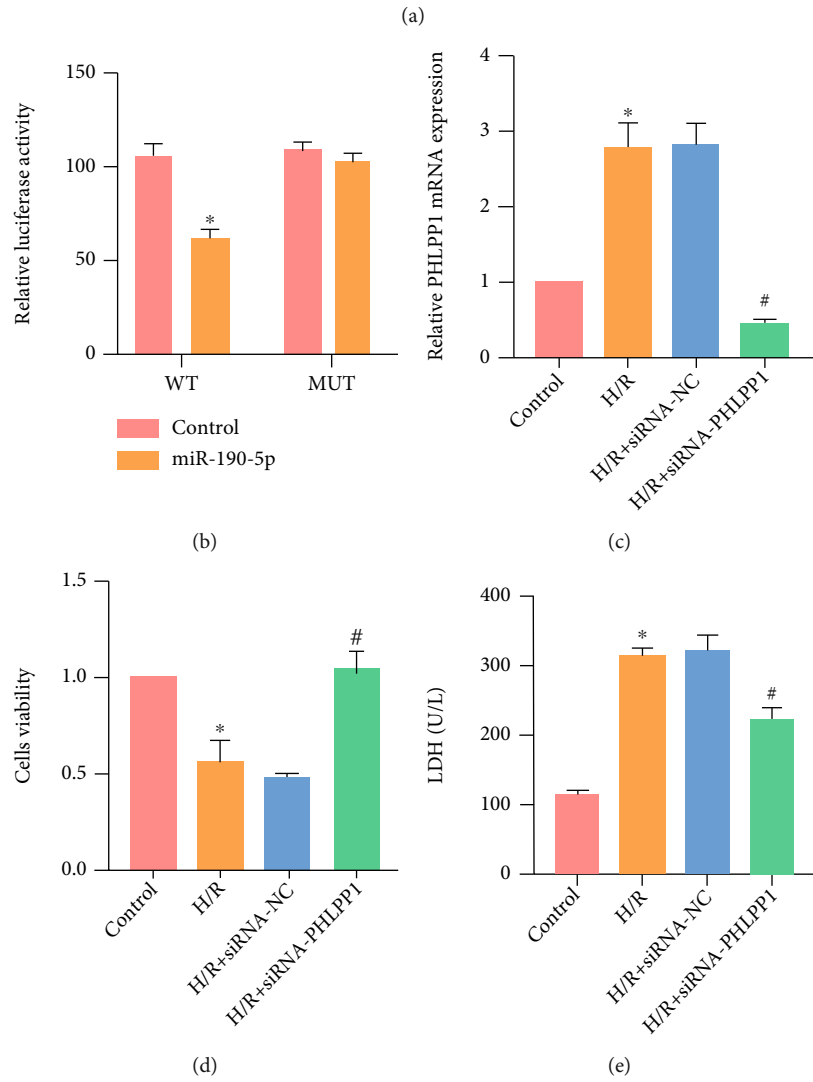 (a)
Relative luciferase activity
150
100
50
0
*
WT
MUT
Control
miR-190-5p
(b)
Relative PHLPP1 mRNA expression
4
3
2
1
0
*
#
Control
H/R
H/R+siRNA-NC
H/R+siRNA-PHLPP1
(c)
Cells viability
1.5
1.0
0.5
0.0
*
#
Control
H/R
H/R+siRNA-NC
H/R+siRNA-PHLPP1
(d)
LDH (U/L)
400
300
200
100
0
*
#
Control
H/R
H/R+siRNA-NC
H/R+siRNA-PHLPP1
(e)